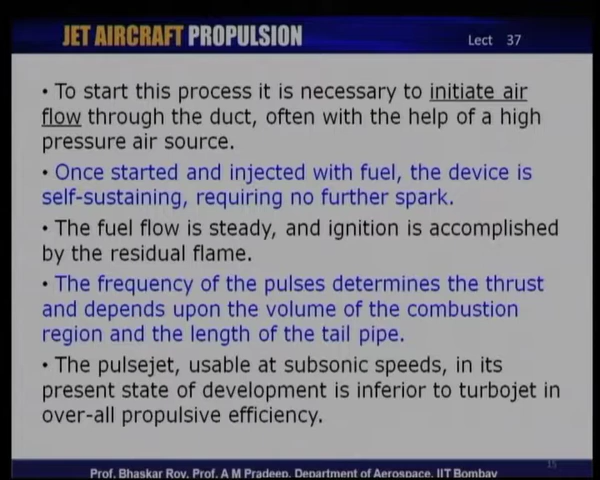 JET AIRCRAFT PROPULSION
Lect 37
• To start this process it is necessary to initiate air
flow through the duct, often with the help of a high
pressure air source.
• Once started and injected with fuel, the device is
self-sustaining, requiring no further spark.
• The fuel flow is steady, and ignition is accomplished
by the residual flame.
• The frequency of the pulses determines the thrust
and depends upon the volume of the combustion
region and the length of the tail pipe.
• The pulsejet, usable at subsonic speeds, in its
present state of development is inferior to turbojet in
over-all propulsive efficiency.
15
Prof. Bhaskar Roy, Prof. A M Pradeep, Department of Aerospace, IIT Bombay